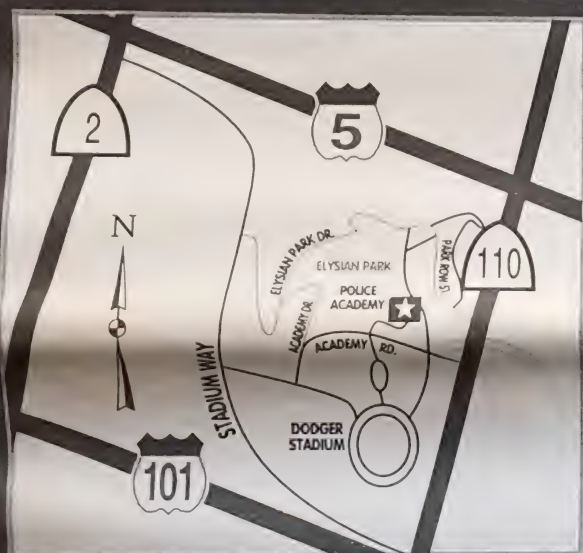 2
5
N
ELYSIAN PARK DR.
ELYSIAN PARK
PARK ROW ST.
110
POLICE
ACADEMY
ACADEMY DR.
ACADEMY RD.
STADIUM WAY
DODGER
STADIUM
101